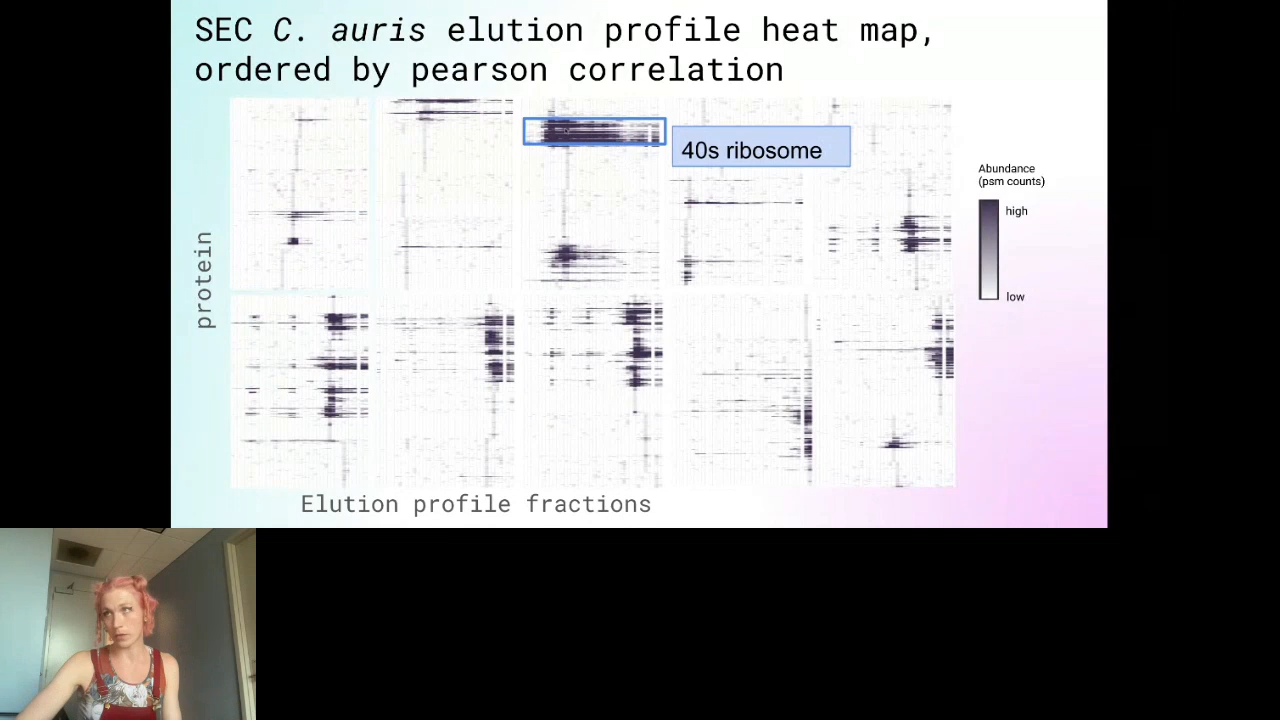 SEC C. auris elution profile heat map,
ordered by pearson correlation
40s ribosome
Abundance
(psm counts)
high
low
protein
Elution profile fractions